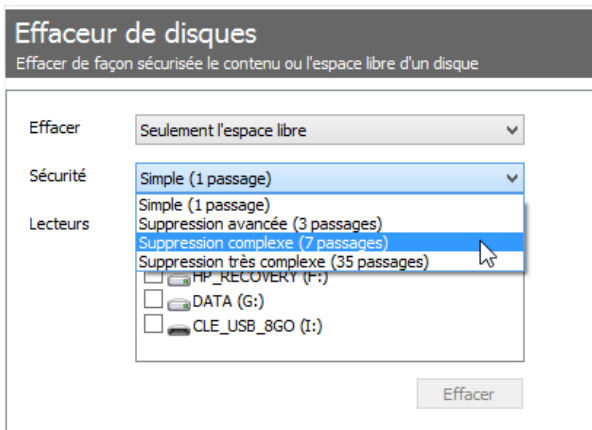 Effaceur de disques
Effacer de façon sécurisée le contenu ou l'espace libre d'un disque
Effacer
Seulement l'espace libre
Sécurité
Simple (1 passage)
Simple (1 passage)
Suppression avancée (3 passages)
Suppression complexe (7 passages)
Suppression très complexe (35 passages)
Lecteurs
HP_RECOVERY (F:)
DATA (G:)
CLE_USB_8GO (I:)
Effacer